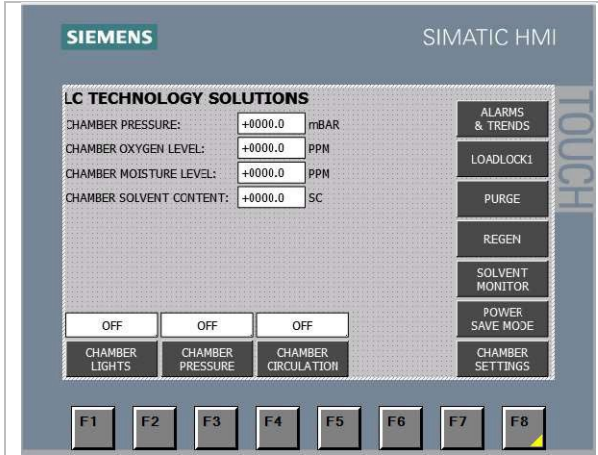 SIEMENS
SIMATIC HMI
TOUCH
LC TECHNOLOGY SOLUTIONS
CHAMBER PRESSURE: +0000.0 mBAR
CHAMBER OXYGEN LEVEL: +0000.0 PPM
CHAMBER MOISTURE LEVEL: +0000.0 PPM
CHAMBER SOLVENT CONTENT: +0000.0 SC
ALARMS
& TRENDS
LOADLOCK1
PURGE
REGEN
SOLVENT
MONITOR
POWER
SAVE MODE
CHAMBER
SETTINGS
OFF OFF OFF
CHAMBER
LIGHTS
CHAMBER
PRESSURE
CHAMBER
CIRCULATION
F1 F2 F3 F4 F5 F6 F7 F8